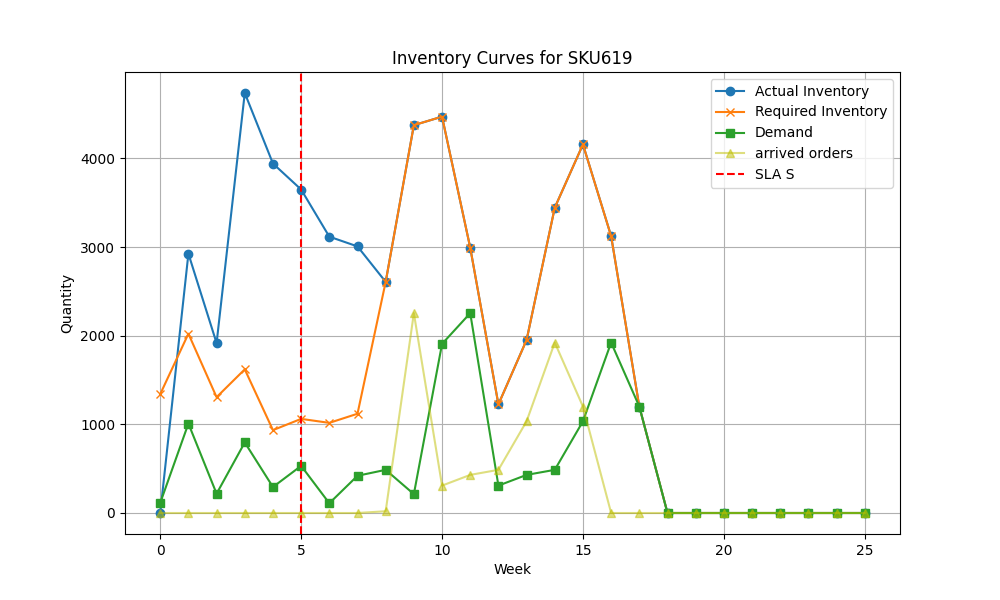 Inventory Curves for SKU619
Actual Inventory
Required Inventory
Demand
arrived orders
SLA S
Quantity
4000
3000
2000
1000
0
0 5 10 15 20 25
Week